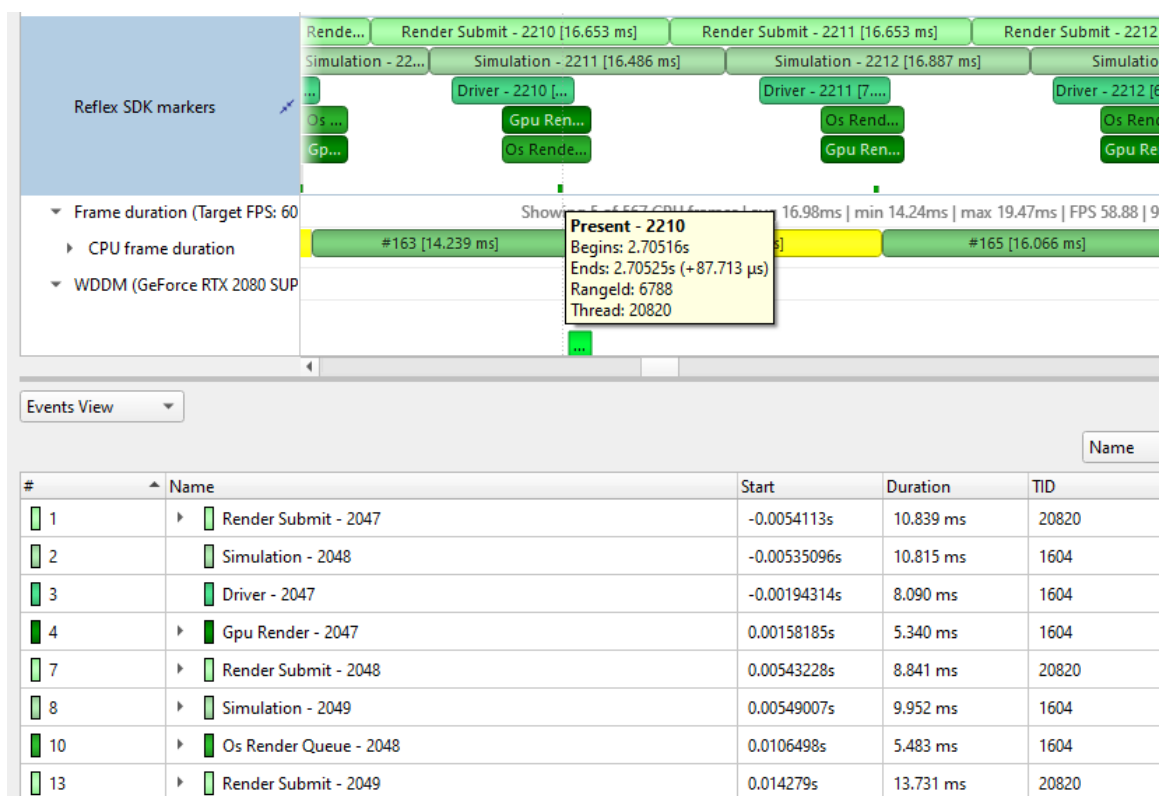 Rende... Render Submit - 2210 [16.653 ms] Render Submit - 2211 [16.653 ms] Render Submit - 2212
Simulation - 22... Simulation - 2211 [16.486 ms] Simulation - 2212 [16.887 ms] Simulatio
... Driver - 2210 [... Driver - 2211 [7.... Driver - 2212 [6
Reflex SDK markers
Os ... Gpu Ren... Os Rend... Os Rend
Gp... Os Rende... Gpu Ren... Gpu Re
Frame duration (Target FPS: 60 16.98ms | min 14.24ms | max 19.47ms | FPS 58.88 | 9
CPU frame duration #163 [14.239 ms] #165 [16.066 ms]
WDDM (GeForce RTX 2080 SUP
Present - 2210
Begins: 2.70516s
Ends: 2.70525s (+87.713 µs)
RangeId: 6788
Thread: 20820
...
Events View
Name
# Name Start Duration TID
1 Render Submit - 2047 -0.0054113s 10.839 ms 20820
2 Simulation - 2048 -0.00535096s 10.815 ms 1604
3 Driver - 2047 -0.00194314s 8.090 ms 1604
4 Gpu Render - 2047 0.00158185s 5.340 ms 1604
7 Render Submit - 2048 0.00543228s 8.841 ms 20820
8 Simulation - 2049 0.00549007s 9.952 ms 1604
10 Os Render Queue - 2048 0.0106498s 5.483 ms 1604
13 Render Submit - 2049 0.014279s 13.731 ms 20820